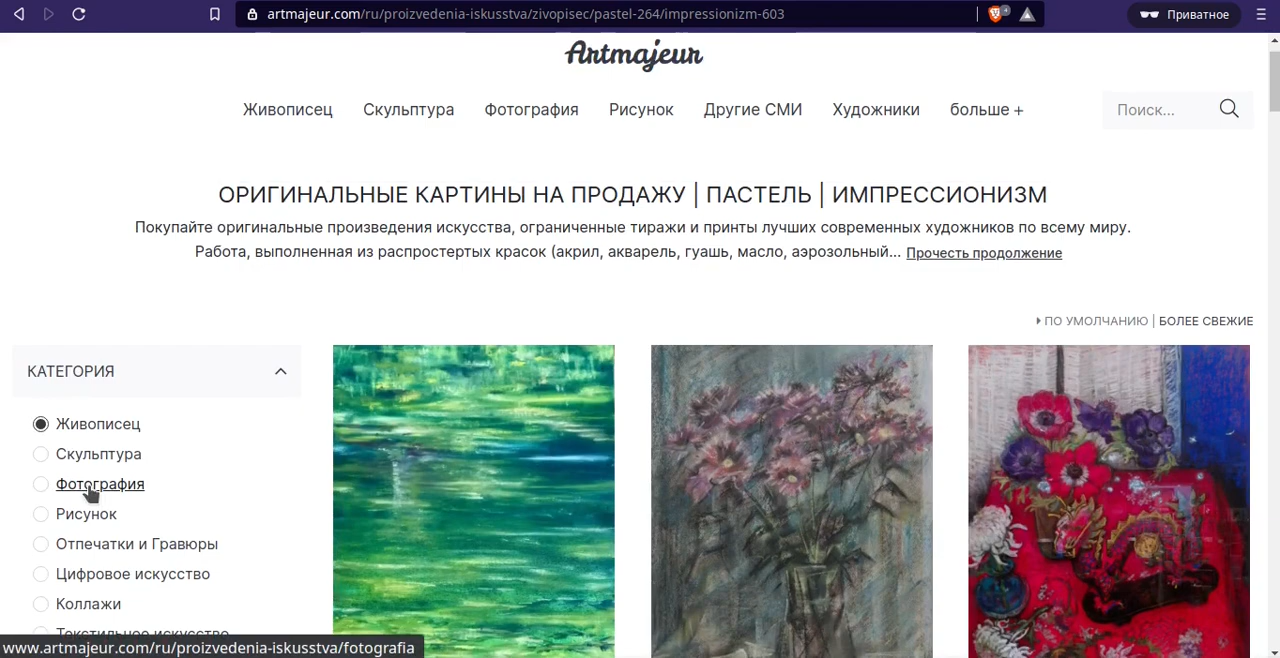 artmajeur.com/ru/proizvedenia-iskusstva/zivopisec/pastel-264/impressionizm-603
4
Приватное
Artmajeur
Живописец Скульптура Фотография Рисунок Другие СМИ Художники больше +
Поиск...
ОРИГИНАЛЬНЫЕ КАРТИНЫ НА ПРОДАЖУ | ПАСТЕЛЬ | ИМПРЕССИОНИЗМ
Покупайте оригинальные произведения искусства, ограниченные тиражи и принты лучших современных художников по всему миру.
Работа, выполненная из распростертых красок (акрил, акварель, гуашь, масло, аэрозольный... Прочесть продолжение
ПО УМОЛЧАНИЮ | БОЛЕЕ СВЕЖИЕ
КАТЕГОРИЯ
Живописец
Скульптура
Фотография
Рисунок
Отпечатки и Гравюры
Цифровое искусство
Коллажи
Текстильное искусство
www.artmajeur.com/ru/proizvedenia-iskusstva/fotografia